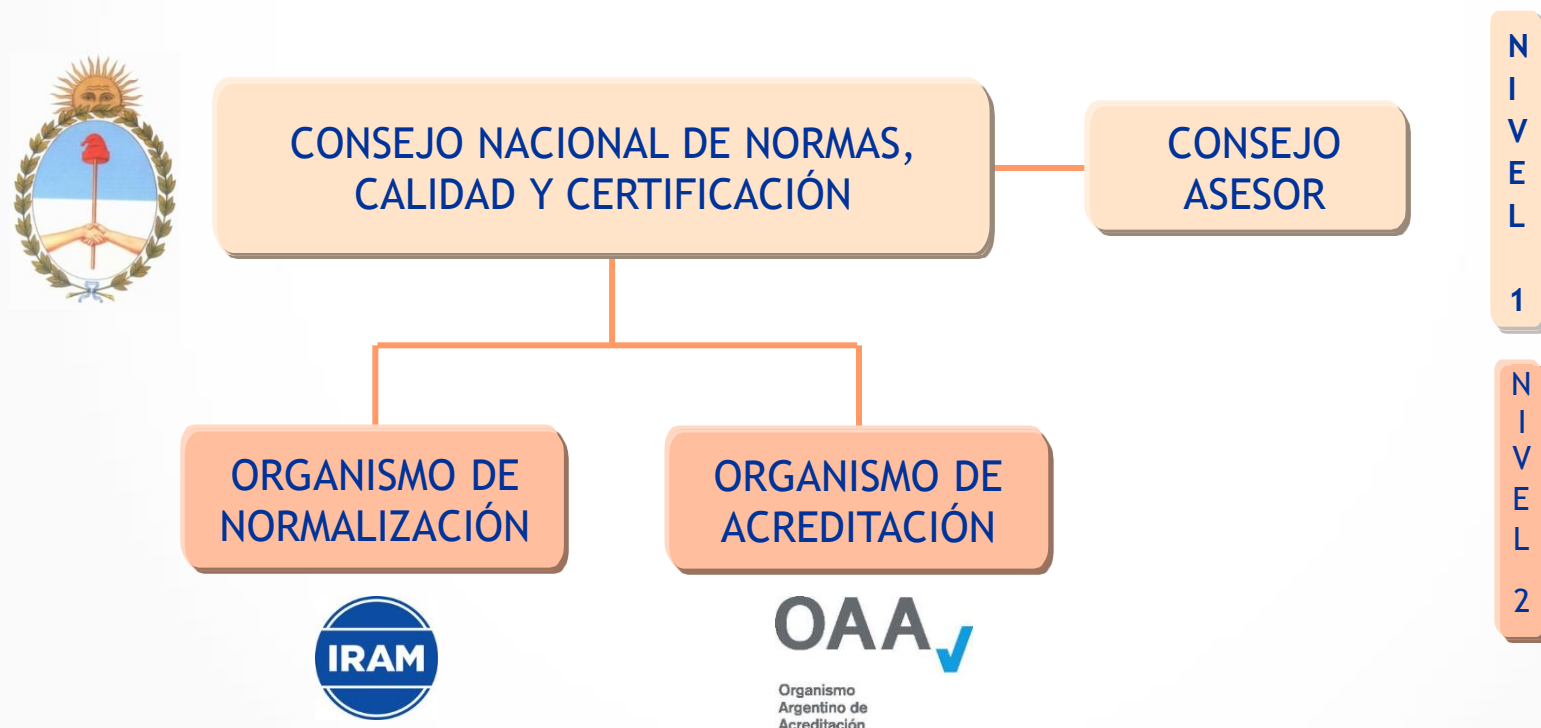 CONSEJO NACIONAL DE NORMAS,
CALIDAD Y CERTIFICACIÓN
CONSEJO
ASESOR
N
I
V
E
L
1
ORGANISMO DE
NORMALIZACIÓN
ORGANISMO DE
ACREDITACIÓN
N
I
V
E
L
2
IRAM
OAA
Organismo
Argentino de
Acreditación